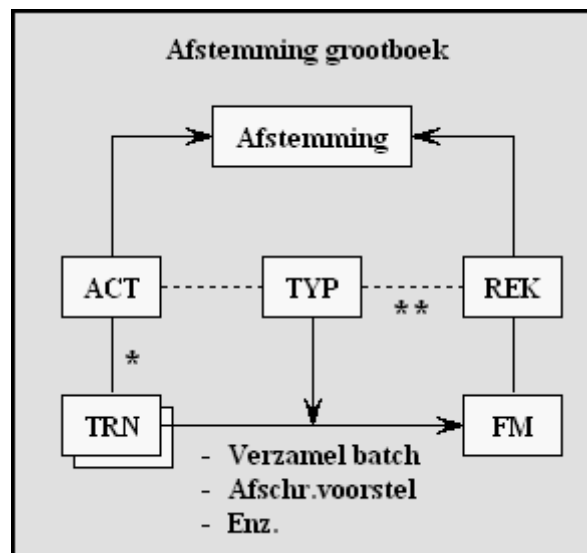 Afstemming grootboek
Afstemming
ACT TYP REK
**
*
TRN FM
- Verzamel batch
- Afschr.voorstel
- Enz.